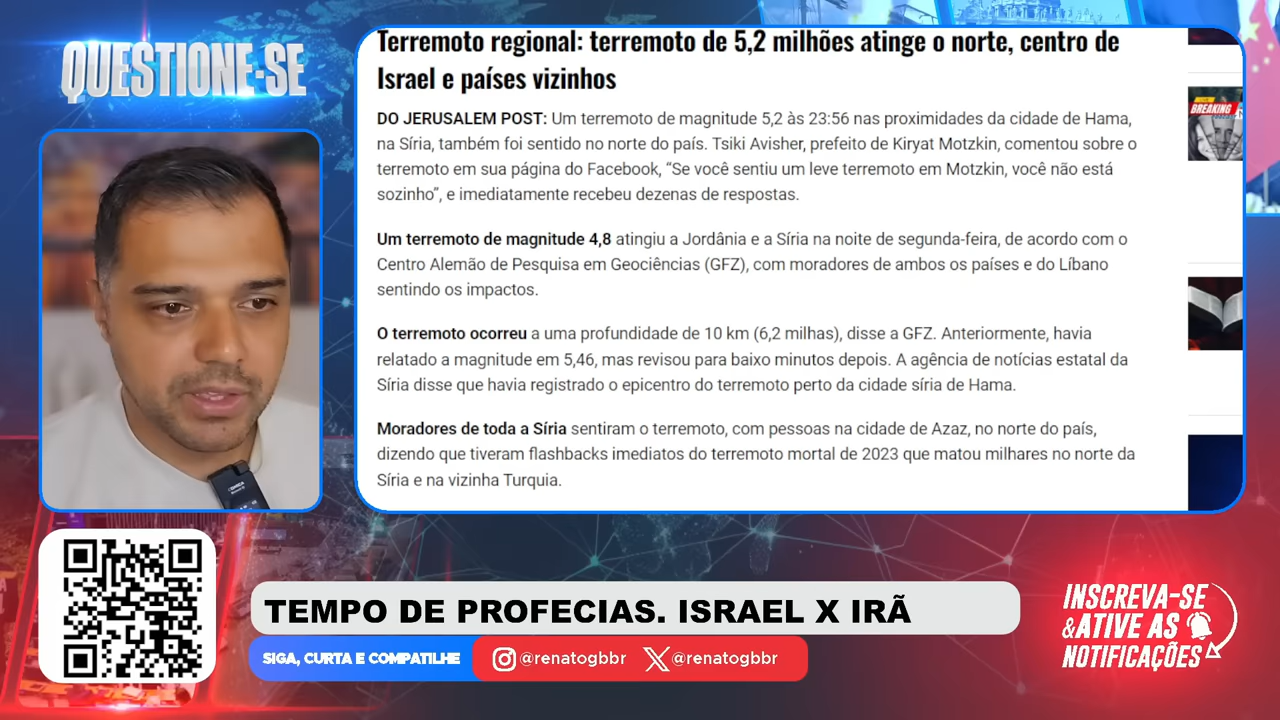 QUESTIONE-SE
Terremoto regional: terremoto de 5,2 milhões atinge o norte, centro de
Israel e países vizinhos
DO JERUSALEM POST: Um terremoto de magnitude 5,2 às 23:56 nas proximidades da cidade de Hama,
na Síria, também foi sentido no norte do país. Tsiki Avisher, prefeito de Kiryat Motzkin, comentou sobre o
terremoto em sua página do Facebook, “Se você sentiu um leve terremoto em Motzkin, você não está
sozinho”, e imediatamente recebeu dezenas de respostas.
Um terremoto de magnitude 4,8 atingiu a Jordânia e a Síria na noite de segunda-feira, de acordo com o
Centro Alemão de Pesquisa em Geociências (GFZ), com moradores de ambos os países e do Líbano
sentindo os impactos.
O terremoto ocorreu a uma profundidade de 10 km (6,2 milhas), disse a GFZ. Anteriormente, havia
relatado a magnitude em 5,46, mas revisou para baixo minutos depois. A agência de notícias estatal da
Síria disse que havia registrado o epicentro do terremoto perto da cidade síria de Hama.
Moradores de toda a Síria sentiram o terremoto, com pessoas na cidade de Azaz, no norte do país,
dizendo que tiveram flashbacks imediatos do terremoto mortal de 2023 que matou milhares no norte da
Síria e na vizinha Turquia.
BREAKING
TEMPO DE PROFECIAS. ISRAEL X IRÃ
SIGA, CURTA E COMPATILHE
@renatogbbr
@renatogbbr
INSCREVA-SE
&ATIVE AS
NOTIFICAÇÕES